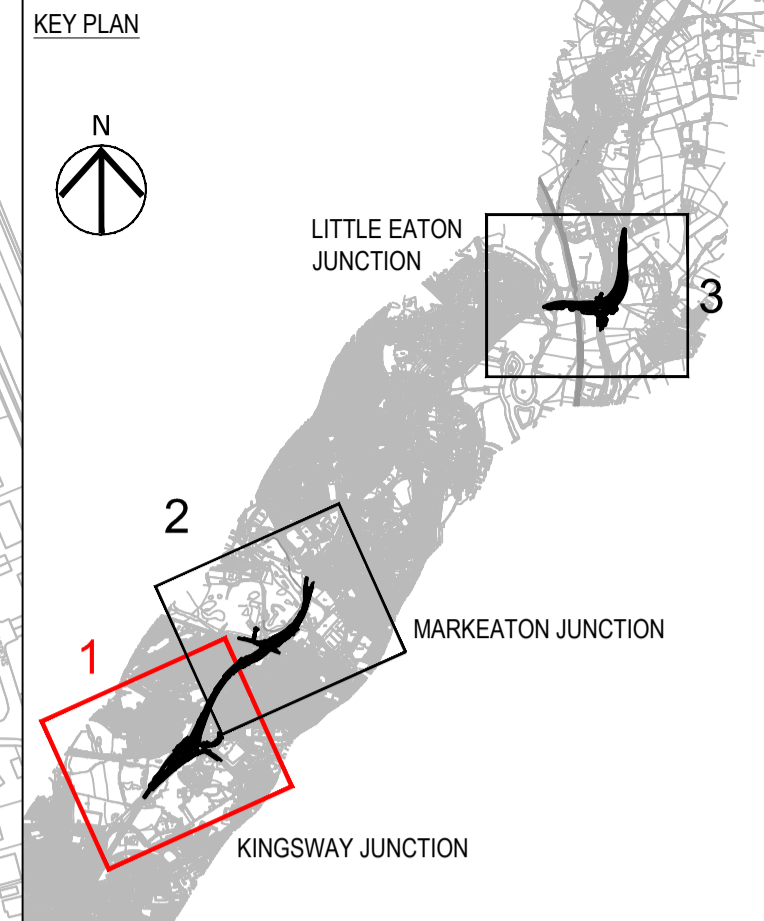 KEY PLAN
N
LITTLE EATON
JUNCTION
3
2
MARKEATON JUNCTION
1
KINGSWAY JUNCTION